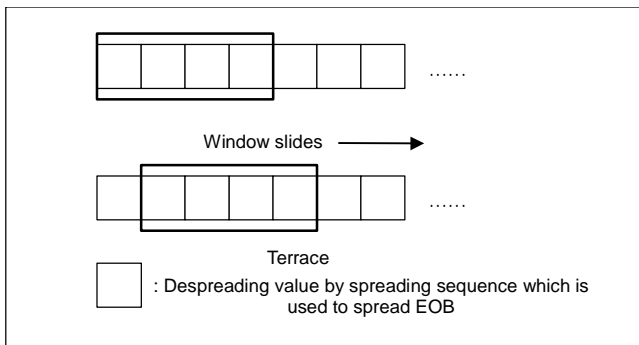 ......
Window slides
......
Terrace
: Despreading value by spreading sequence which is
used to spread EOB